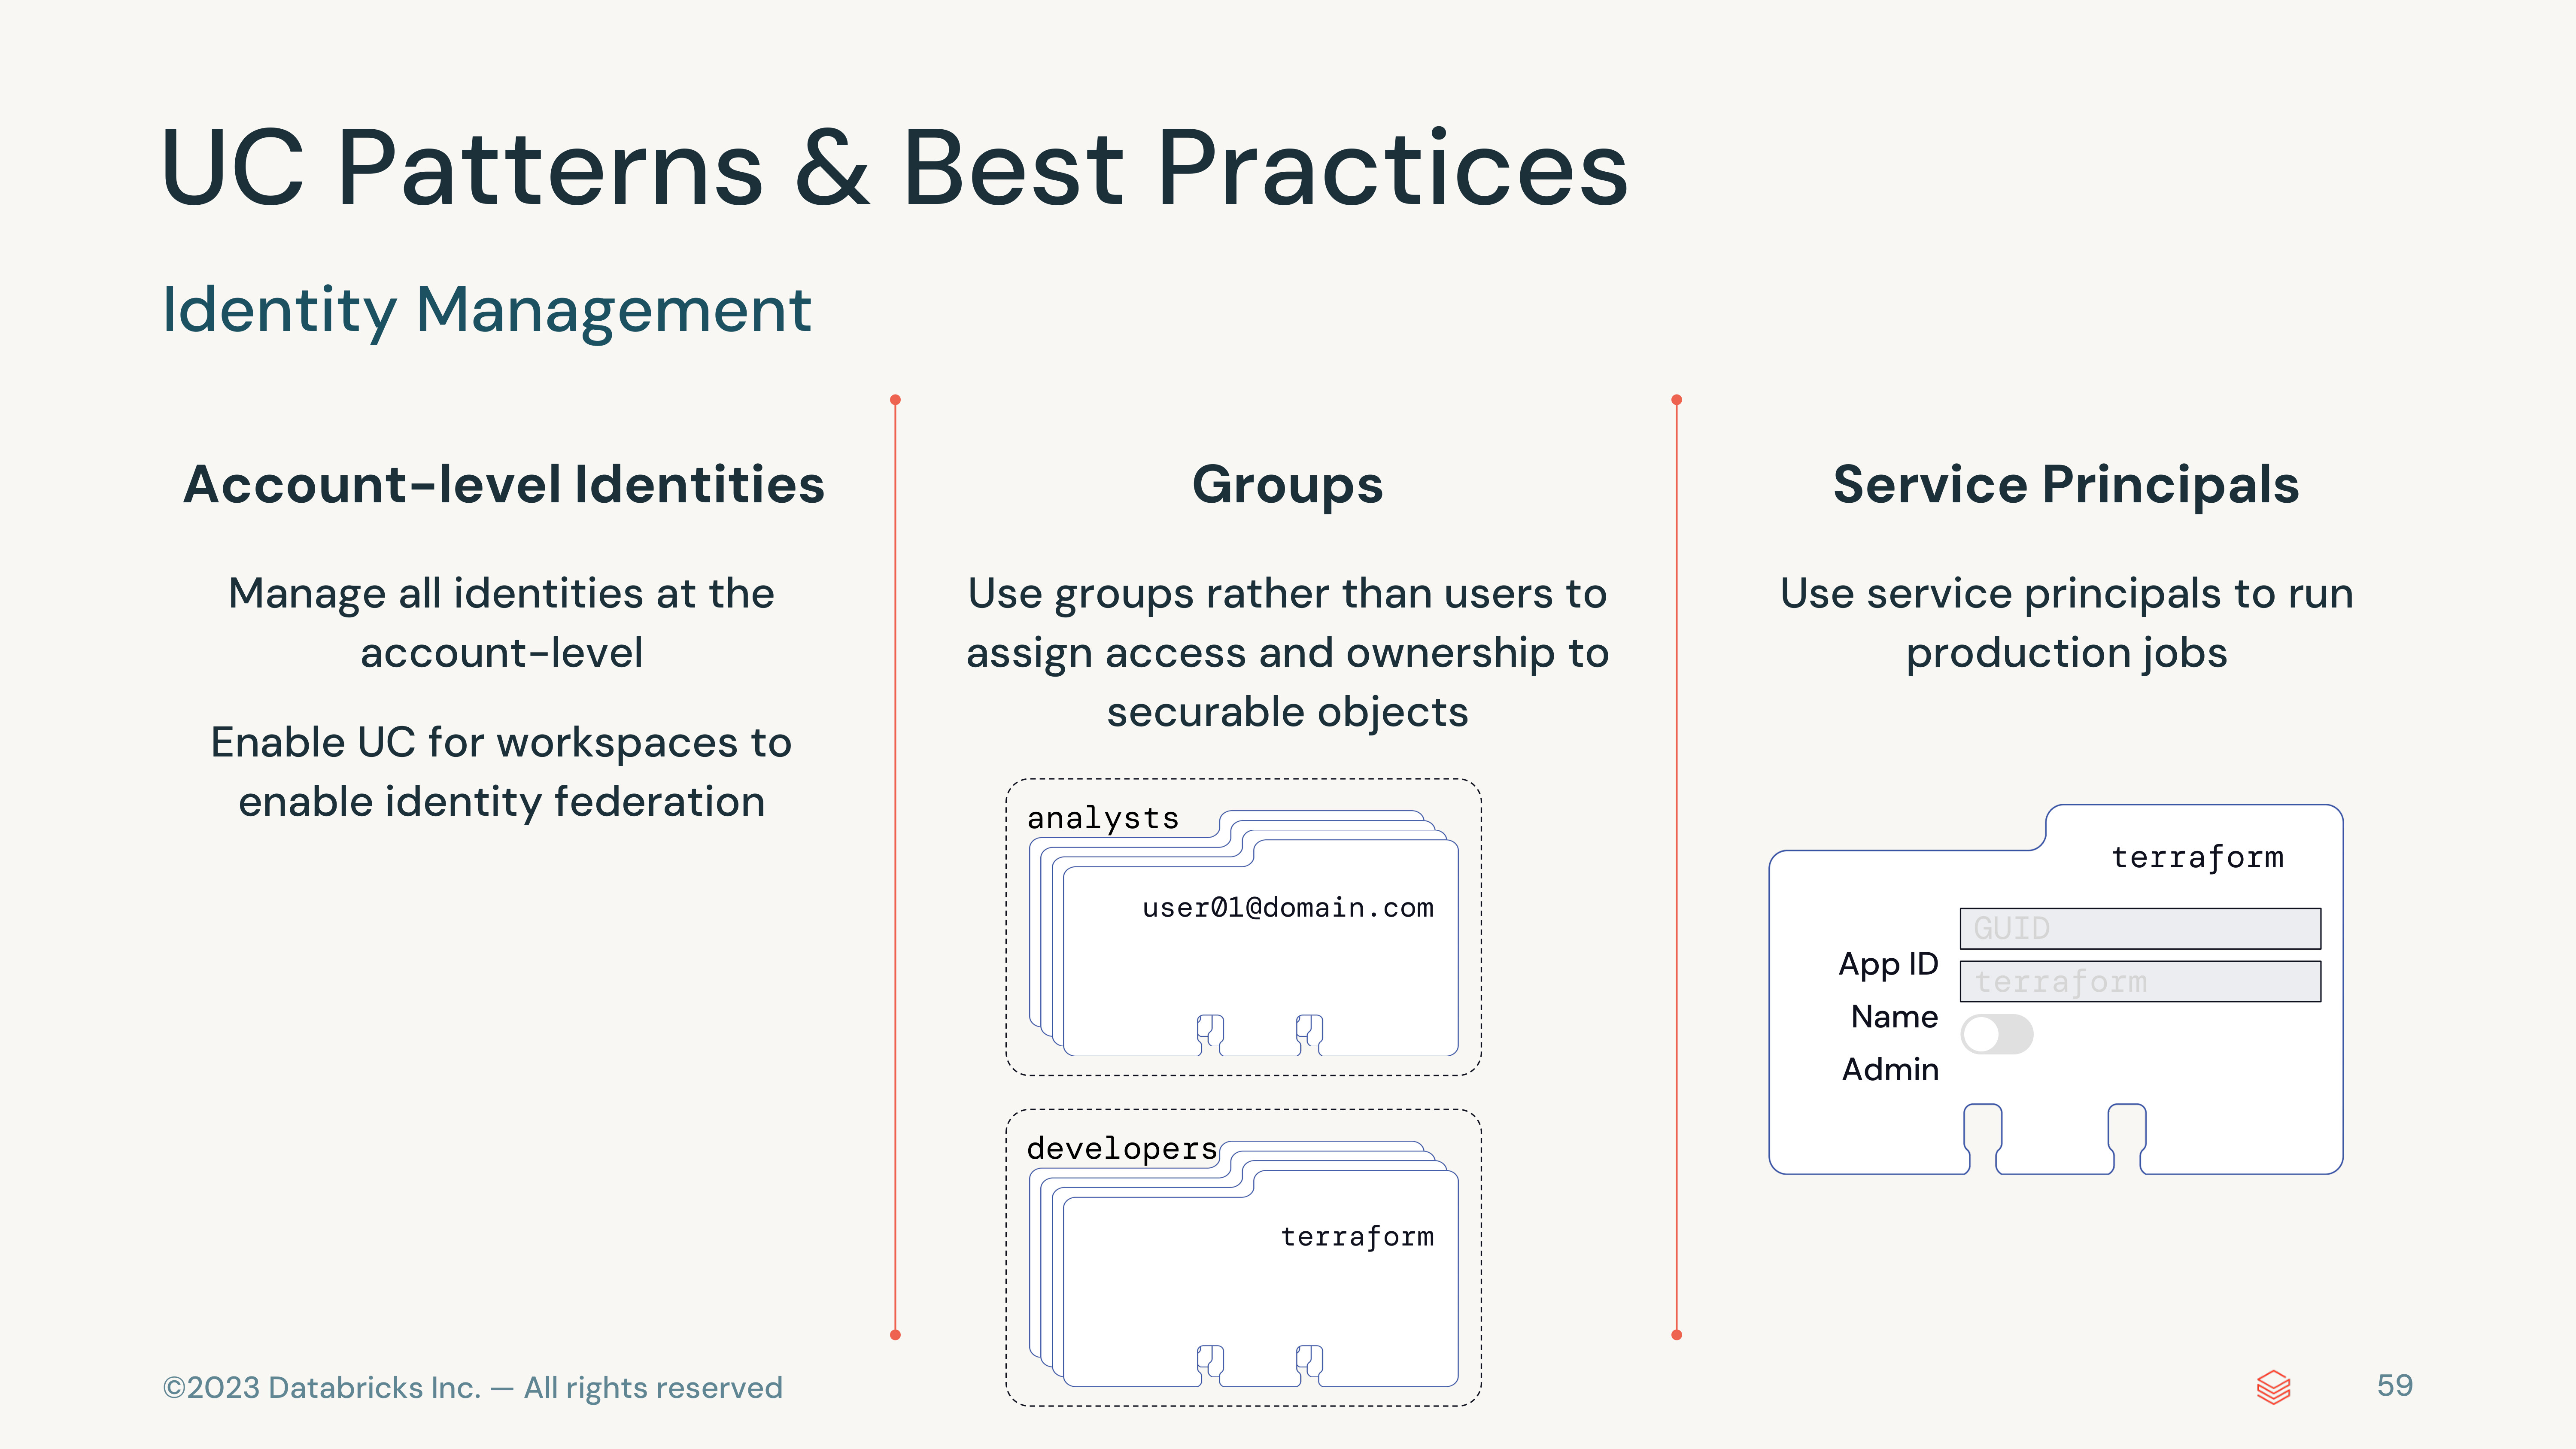 UC Patterns & Best Practices
Identity Management
Account-level Identities
Manage all identities at the
account-level
Enable UC for workspaces to
enable identity federation
Groups
Use groups rather than users to
assign access and ownership to
securable objects
analysts
user01@domain.com
developers
terraform
Service Principals
Use service principals to run
production jobs
terraform
GUID
App ID
terraform
Name
Admin
©2023 Databricks Inc. — All rights reserved
59